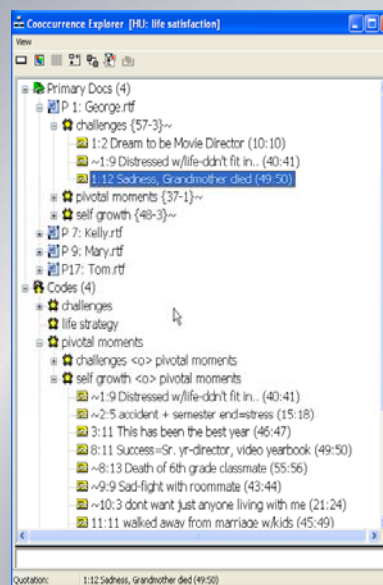 Cooccurrence Explorer [HU: life satisfaction]
View
Primary Docs (4)
P 1: George.rtf
challenges {57-3}~
1:2 Dream to be Movie Director (10:10)
~1:9 Distressed w/life-ddn't fit in.. (40:41)
1:12 Sadness, Grandmother died (49:50)
pivotal moments {37-1}~
self growth {48-3}~
P 7: Kelly.rtf
P 9: Mary.rtf
P17: Tom.rtf
Codes (4)
challenges
life strategy
pivotal moments
challenges <o> pivotal moments
self growth <o> pivotal moments
~1:9 Distressed w/life-ddn't fit in.. (40:41)
~2:5 accident + semester end=stress (15:18)
3:11 This has been the best year (46:47)
8:11 Success=Sr. yr-director, video yearbook (49:50)
~8:13 Death of 6th grade classmate (55:56)
~9:9 Sad-fight with roommate (43:44)
~10:3 dont want just anyone living with me (21:24)
11:11 walked away from marriage w/kids (45:49)
Quotation: 1:12 Sadness, Grandmother died (49:50)